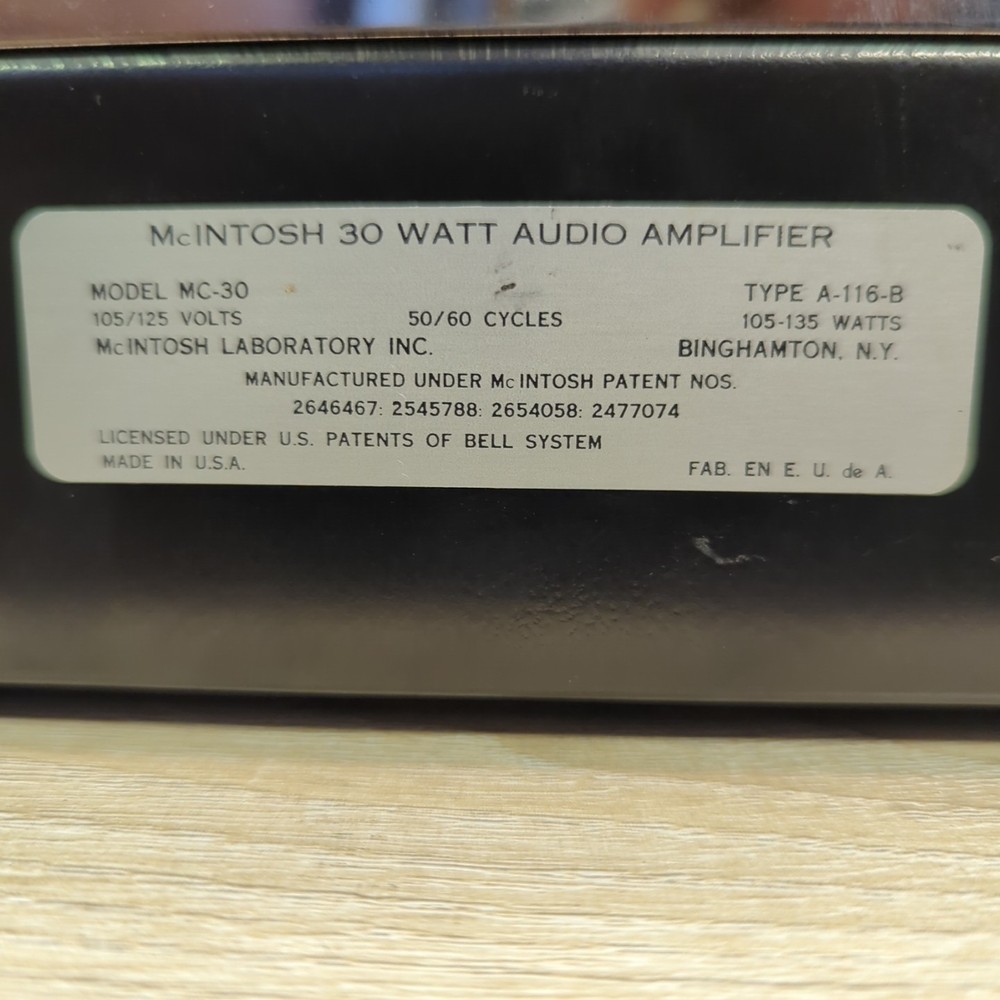 McINTOSH 30 WATT AUDIO AMPLIFIER
MODEL MC-30 TYPE A-116-B
105/125 VOLTS 50/60 CYCLES 105-135 WATTS
McINTOSH LABORATORY INC. BINGHAMTON, N.Y.
MANUFACTURED UNDER McINTOSH PATENT NOS.
2646467: 2545788: 2654058: 2477074
LICENSED UNDER U.S. PATENTS OF BELL SYSTEM
MADE IN U.S.A. FAB. EN E. U. de A.